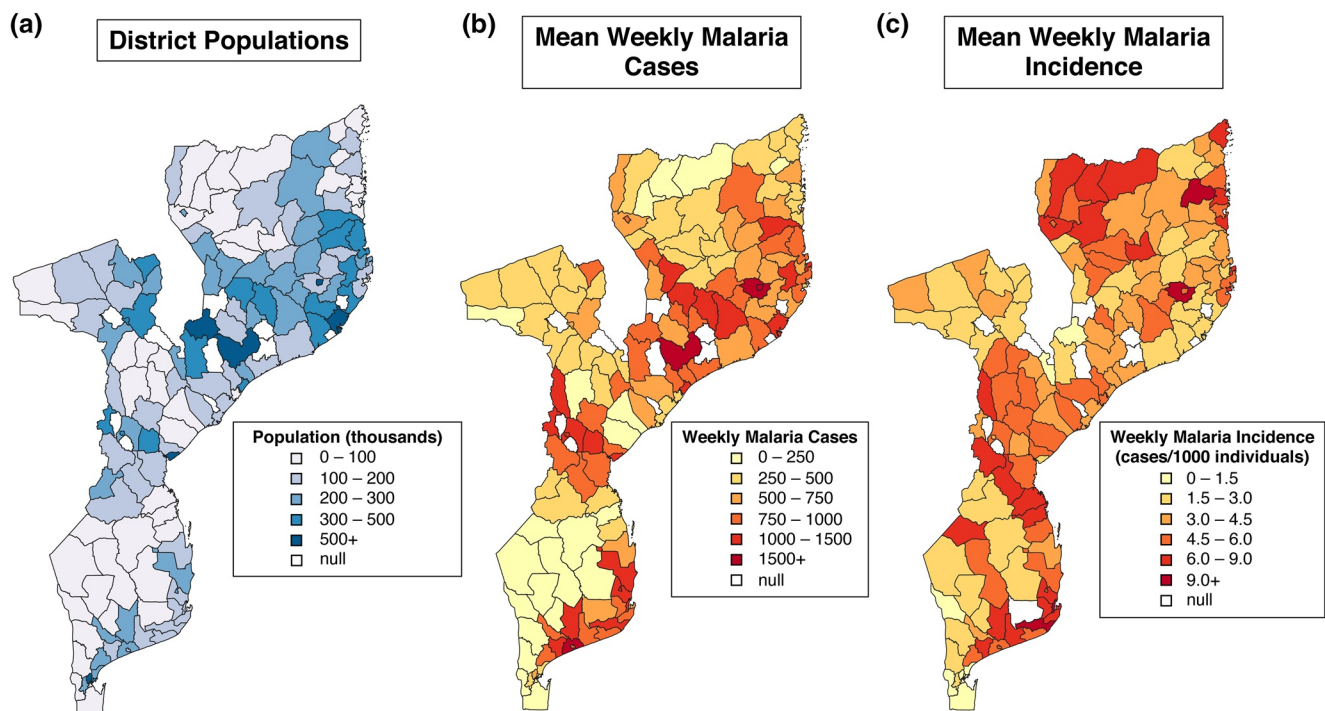 (a)
District Populations
Population (thousands)
0 – 100
100 – 200
200 – 300
300 – 500
500+
null
(b)
Mean Weekly Malaria
Cases
Weekly Malaria Cases
0 – 250
250 – 500
500 – 750
750 – 1000
1000 – 1500
1500+
null
(c)
Mean Weekly Malaria
Incidence
Weekly Malaria Incidence
(cases/1000 individuals)
0 – 1.5
1.5 – 3.0
3.0 – 4.5
4.5 – 6.0
6.0 – 9.0
9.0+
null